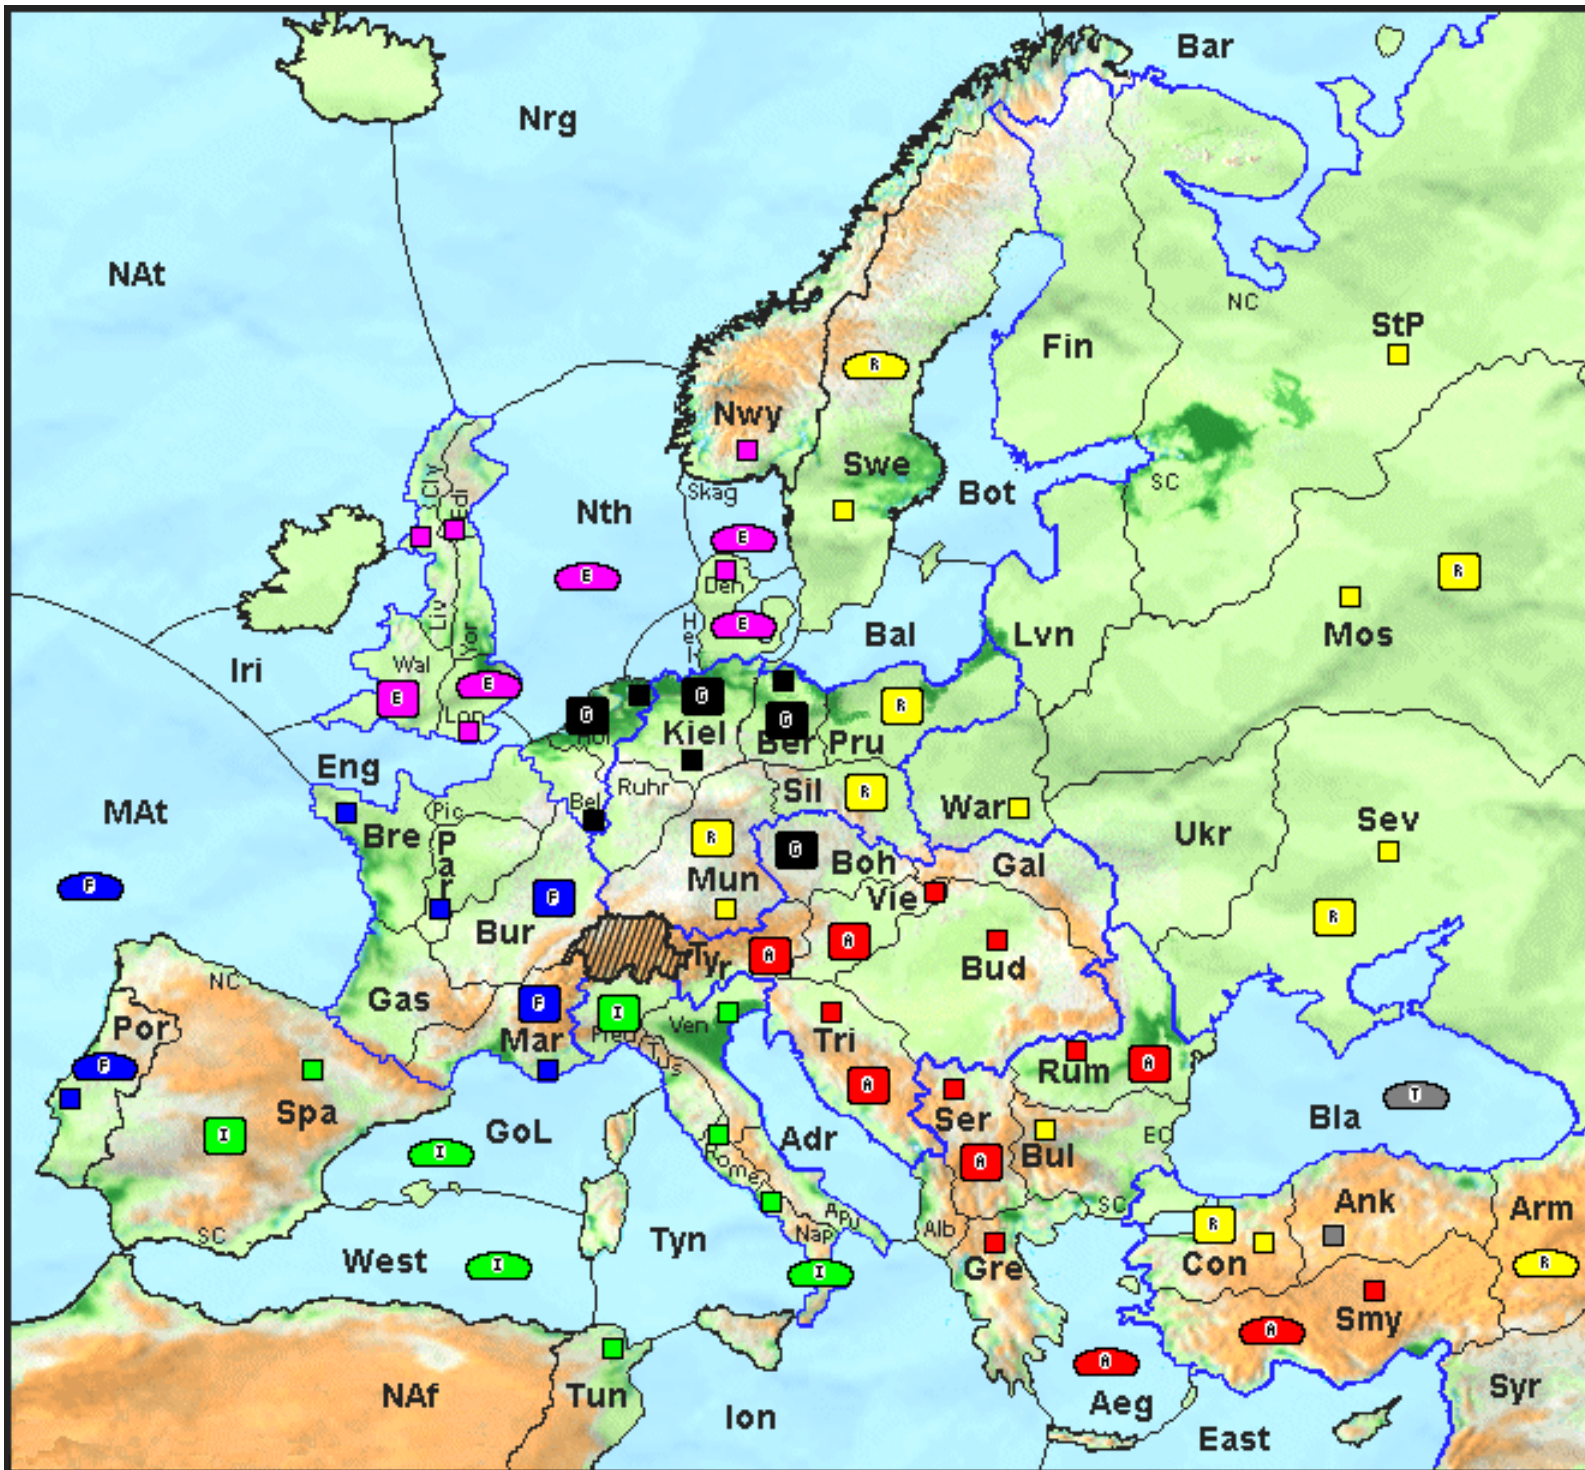 Bar
Nrg
NAt
NC
StP
Fin
Nwy
R
Swe
Skag
Bot
SC
Cly
Edl
Nth
E
E
Den
R
Mos
Liv
Yor
Hel
E
Bal
Lvn
Iri
Wal
E
E
Lon
G
Hol
G
Kiel
G
Ber
Pru
R
Eng
Ruhr
Sil
R
War
MAt
Pic
Bel
Bre
Par
R
Mun
G
Boh
Gal
Ukr
Sev
F
F
Bur
Vie
R
A
A
Tyr
Bud
NC
Gas
F
Mar
I
Pied
Ven
Por
Tus
Tri
Rum
A
F
A
Ser
T
Spa
I
GoL
I
Adr
A
Bul
EC
Bla
Rome
Apu
Nap
Alb
SC
Ank
Arm
R
SC
West
I
Tyn
I
Gre
Con
R
A
Smy
A
Aeg
NAf
Tun
Ion
East
Syr